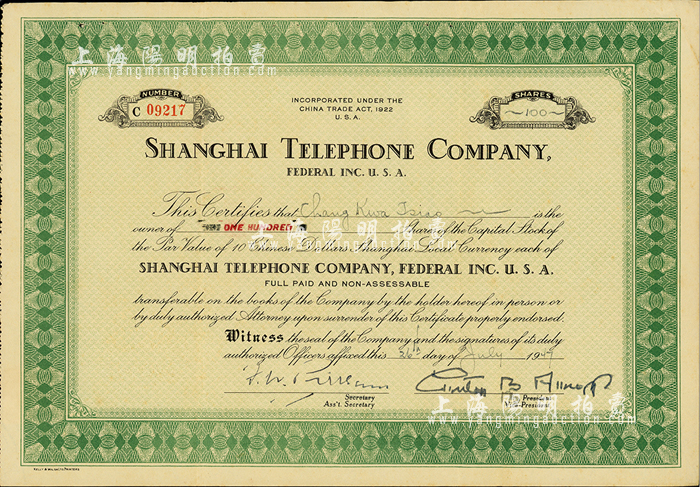 上海陽明拍賣
www.yangmingauction.com
NUMBER
C 09217
INCORPORATED UNDER THE
CHINA TRADE ACT, 1922
U. S. A.
SHARES
~100~
SHANGHAI TELEPHONE COMPANY,
FEDERAL INC. U. S. A.
This Certifies that Chang Kwa Tsiao is the
owner of ONE HUNDRED shares of the Capital Stock of
the Par Value of 10 Chinese Dollars Shanghai Local Currency each of
SHANGHAI TELEPHONE COMPANY, FEDERAL INC. U. S. A.
FULL PAID AND NON-ASSESSABLE
transferable on the books of the Company by the holder hereof in person or
by duly authorized Attorney upon surrender of this Certificate properly endorsed.
Witness the seal of the Company and the signatures of its duly
authorized Officers affixed this 26th day of July 1947
Secretary
Ass't. Secretary
President
Vice-President
上海陽明拍賣
www.yangmingauction.com
KELLY & WALSH, LTD. PRINTERS.